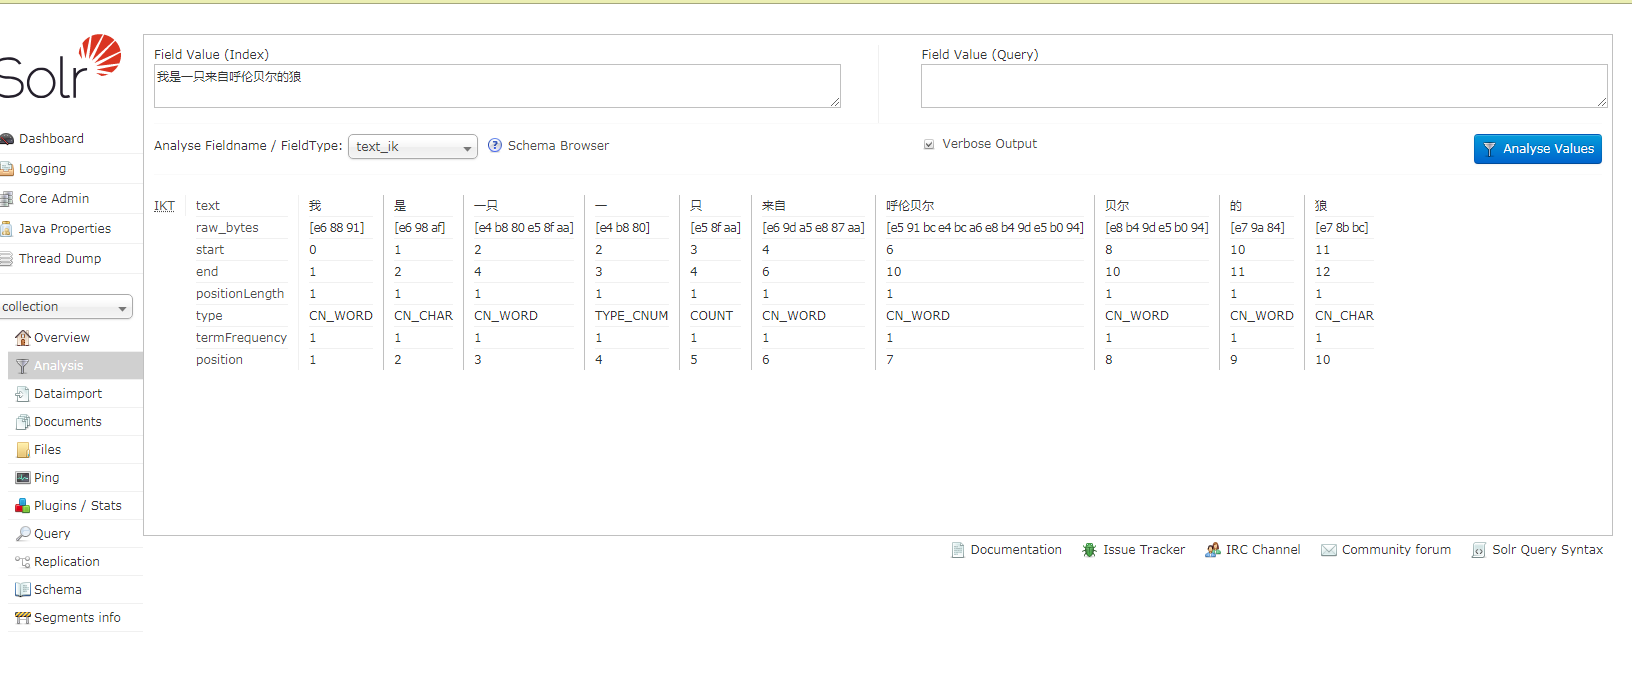 Solr
Dashboard
Logging
Core Admin
Java Properties
Thread Dump
collection
Overview
Analysis
Dataimport
Documents
Files
Ping
Plugins / Stats
Query
Replication
Schema
Segments info
Field Value (Index)
我是一只来自呼伦贝尔的狼
Field Value (Query)
Analyse Fieldname / FieldType: text_ik ? Schema Browser
Verbose Output
Analyse Values
IKT text 我 是 一只 一 只 来自 呼伦贝尔 贝尔 的 狼
raw_bytes [e6 88 91] [e6 98 af] [e4 b8 80 e5 8f aa] [e4 b8 80] [e5 8f aa] [e6 9d a5 e8 87 aa] [e5 91 bc e4 bc a6 e8 b4 9d e5 b0 94] [e8 b4 9d e5 b0 94] [e7 9a 84] [e7 8b bc]
start 0 1 2 2 3 4 6 8 10 11
end 1 2 4 3 4 6 10 10 11 12
positionLength 1 1 1 1 1 1 1 1 1 1
type CN_WORD CN_CHAR CN_WORD TYPE_CNUM COUNT CN_WORD CN_WORD CN_WORD CN_WORD CN_CHAR
termFrequency 1 1 1 1 1 1 1 1 1 1
position 1 2 3 4 5 6 7 8 9 10
Documentation Issue Tracker IRC Channel Community forum Solr Query Syntax